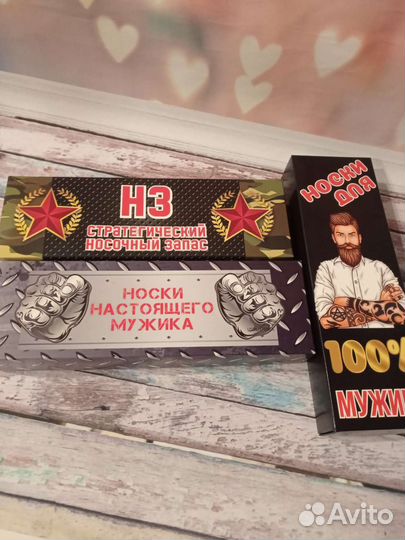 НЗ
СТРАТЕГИЧЕСКИЙ
НОСОЧНЫЙ ЗАПАС
НОСКИ
НАСТОЯЩЕГО
МУЖИКА
НОСКИ
ДЛЯ
100%
МУЖИ
Avito